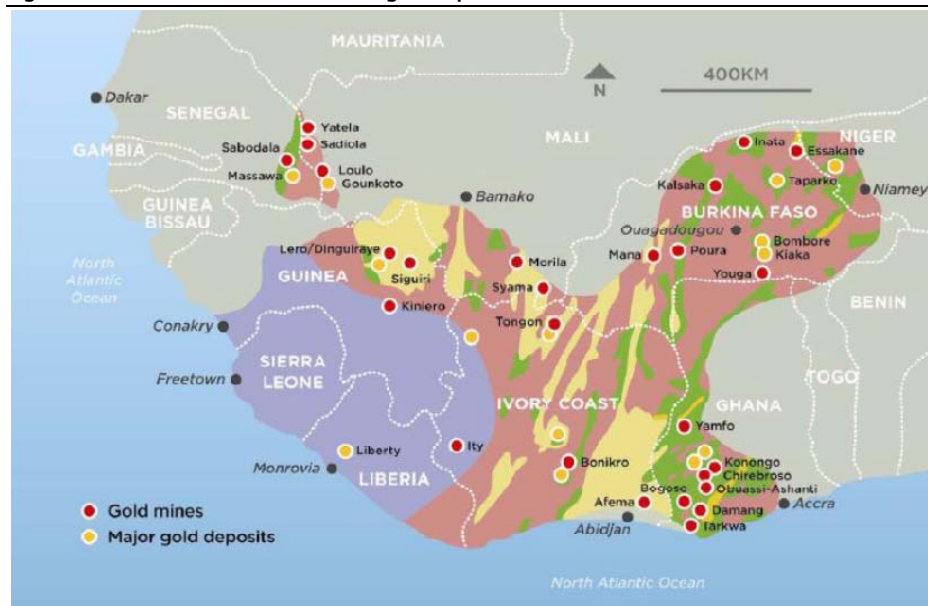 MAURITANIA
400KM
N
Dakar
SENEGAL
Yatela
Sadiola
MALI
Inata
NIGER
Essakane
GAMBIA
Sabodala
Loulo
Massawa
Gounkoto
Kalsaka
Taparko
Niamey
Bamako
GUINEA
BISSAU
BURKINA FASO
Ouagadougou
Bombore
Lero/Dinguiraye
Mana
Poura
Kiaka
North
Atlantic
Ocean
GUINEA
Siguiri
Morila
Youga
Syama
BENIN
Kiniero
Conakry
Tongon
SIERRA
LEONE
TOGO
Freetown
IVORY COAST
GHANA
Yamfo
Liberty
Ity
Monrovia
LIBERIA
Bonikro
Konongo
Chirebroso
Bogoso
Obuassi-Ashanti
Gold mines
Afema
Damang
Accra
Major gold deposits
Abidjan
Tarkwa
North Atlantic Ocean